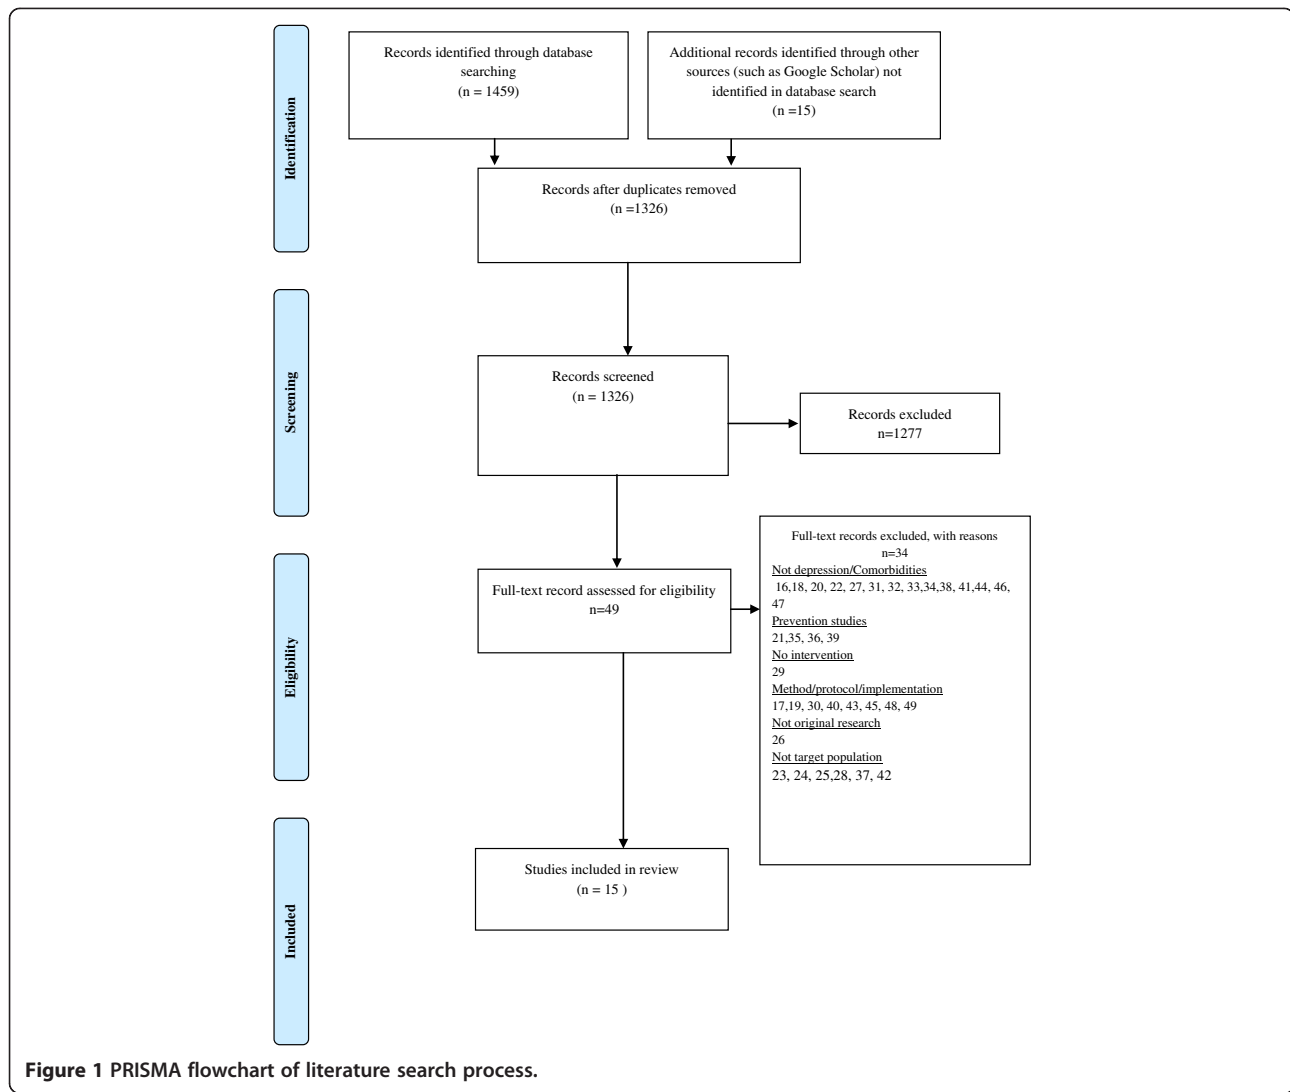 Identification
Records identified through database
searching
(n = 1459)
Additional records identified through other
sources (such as Google Scholar) not
identified in database search
(n =15)
Records after duplicates removed
(n =1326)
Screening
Records screened
(n = 1326)
Records excluded
n=1277
Eligibility
Full-text record assessed for eligibility
n=49
Full-text records excluded, with reasons
n=34
Not depression/Comorbidities
16,18, 20, 22, 27, 31, 32, 33,34,38, 41,44, 46,
47
Prevention studies
21,35, 36, 39
No intervention
29
Method/protocol/implementation
17,19, 30, 40, 43, 45, 48, 49
Not original research
26
Not target population
23, 24, 25,28, 37, 42
Included
Studies included in review
(n = 15 )
Figure 1 PRISMA flowchart of literature search process.